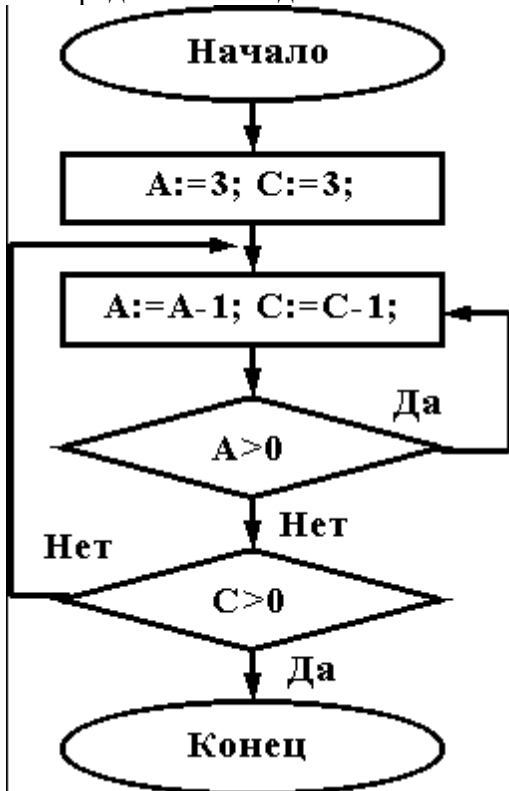 Начало
A:=3; C:=3;
A:=A-1; C:=C-1;
Да
A>0
Нет
Нет
C>0
Да
Конец